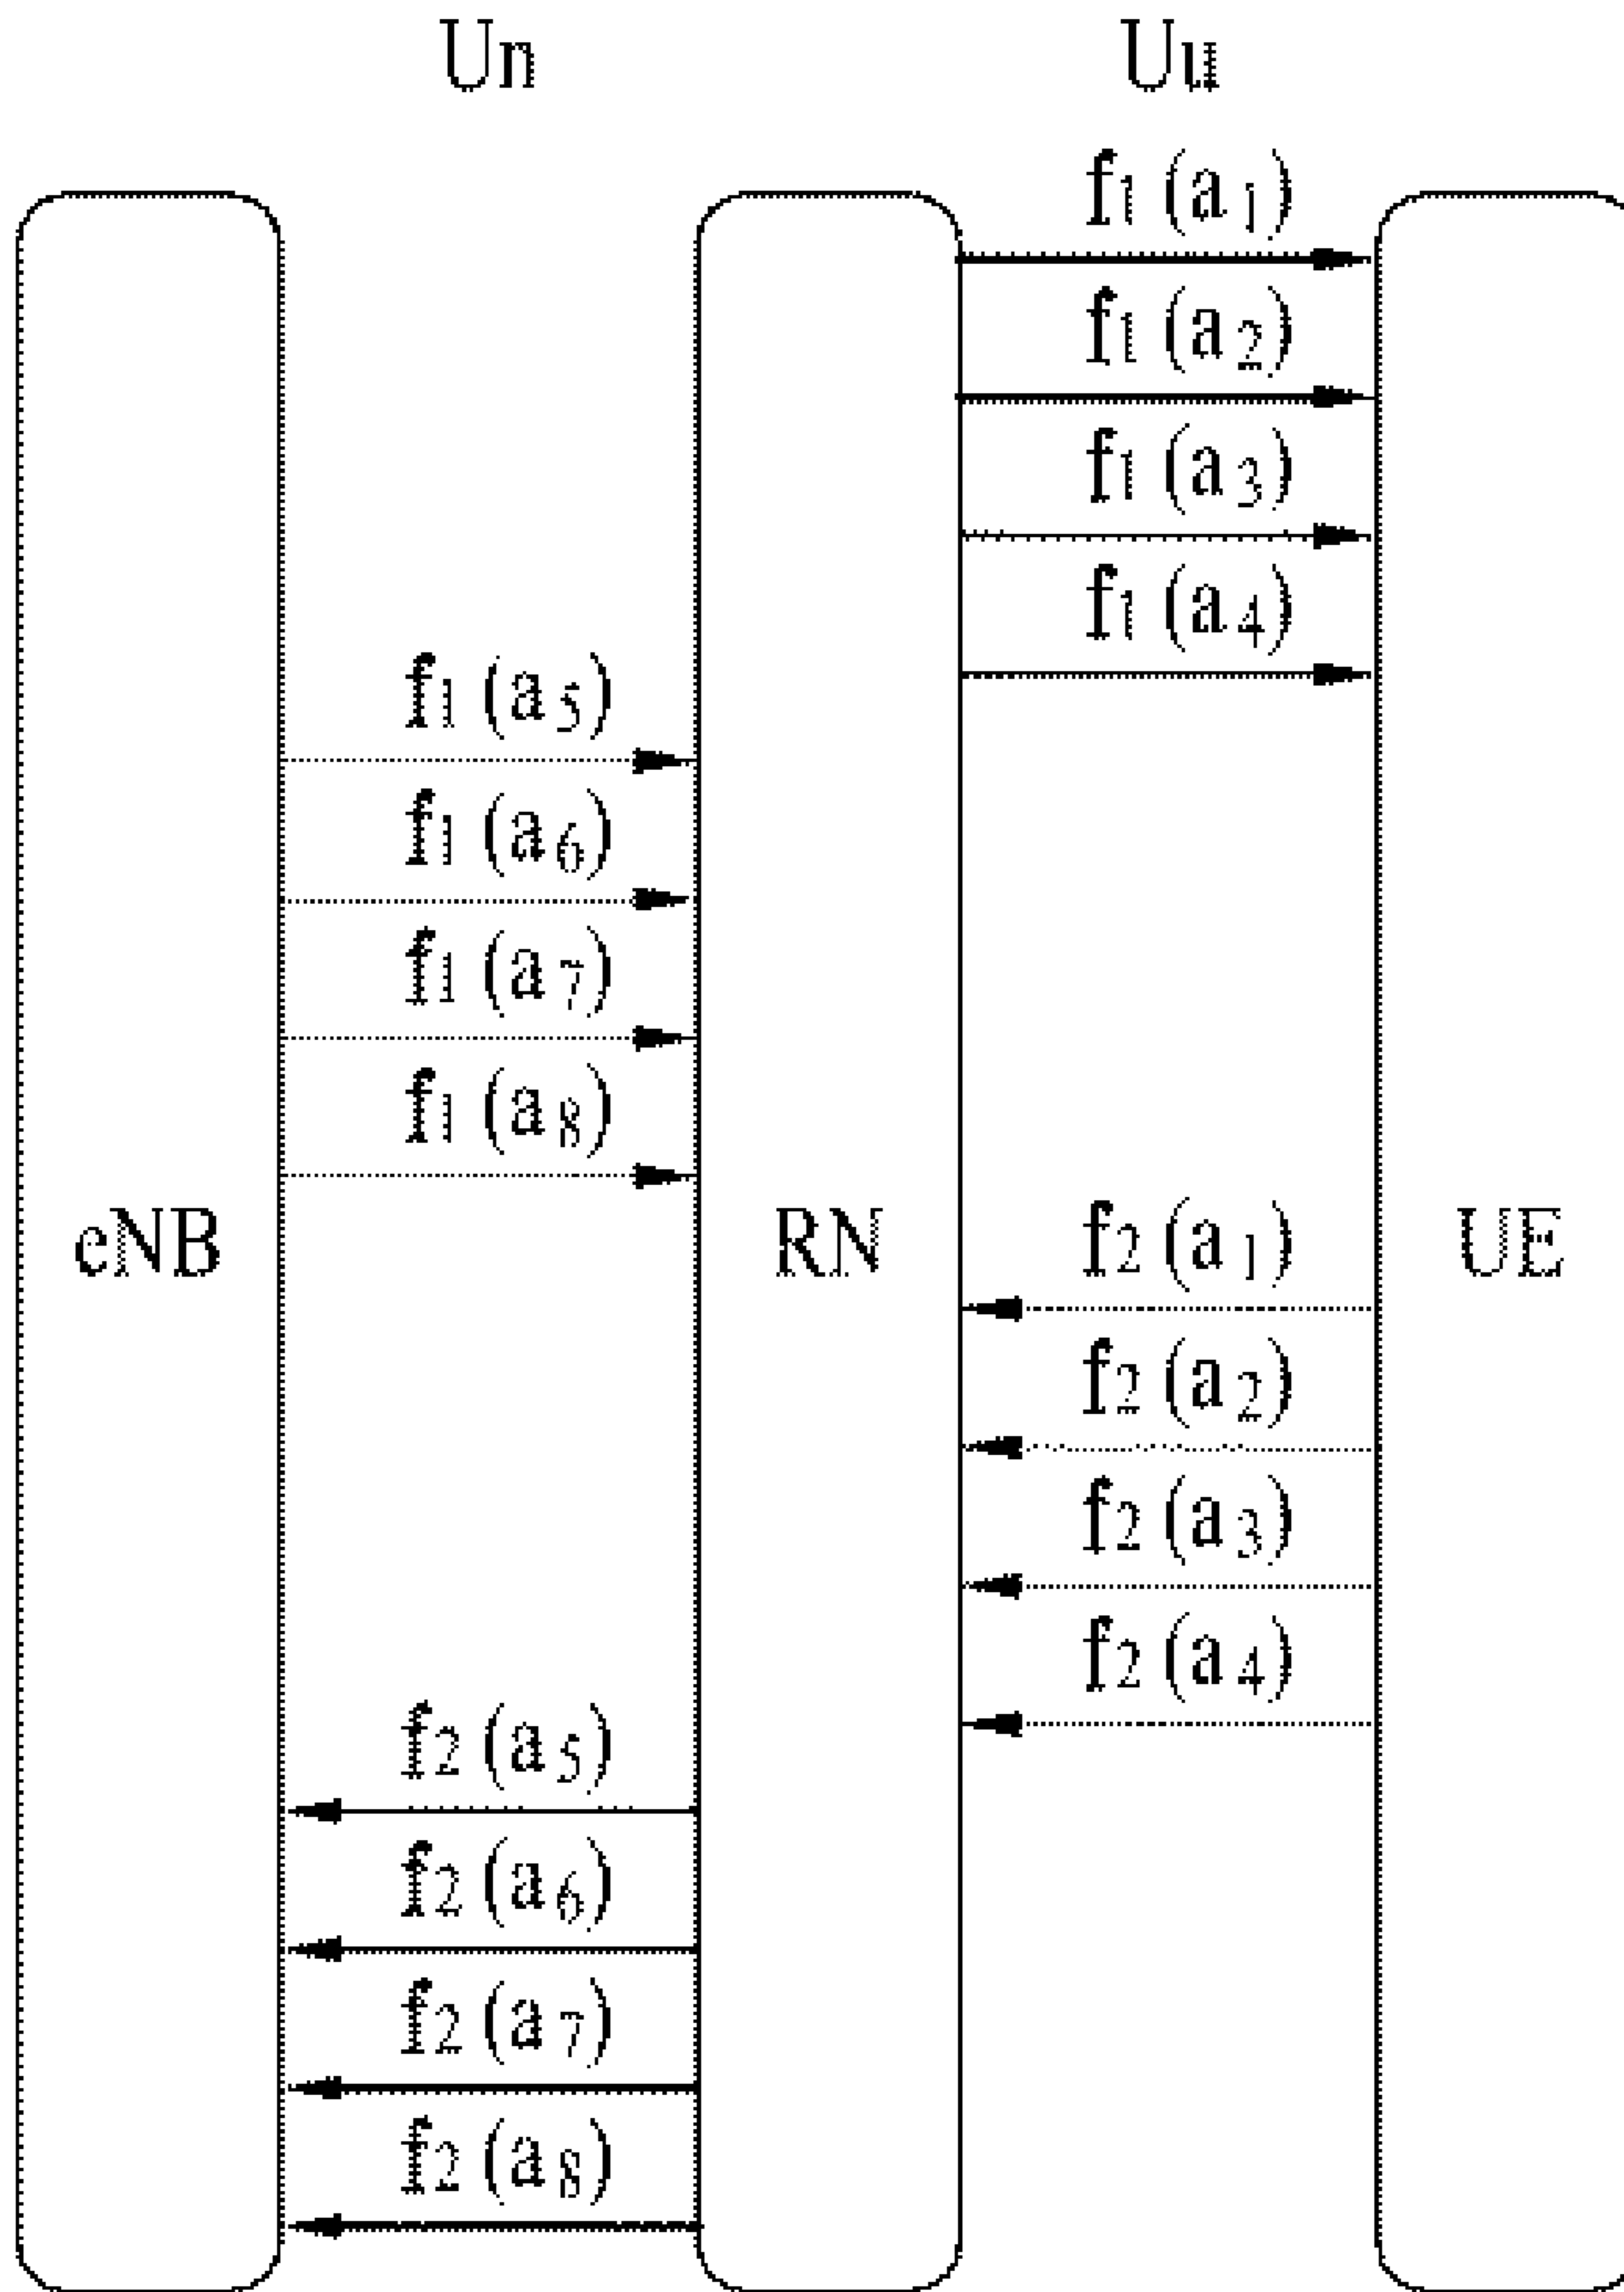 Un Uu
f1 (a1)
f1 (a2)
f1 (a3)
f1 (a4)
f1 (a5)
f1 (a6)
f1 (a7)
f1 (a8)
eNB RN UE
f2 (a1)
f2 (a2)
f2 (a3)
f2 (a4)
f2 (a5)
f2 (a6)
f2 (a7)
f2 (a8)